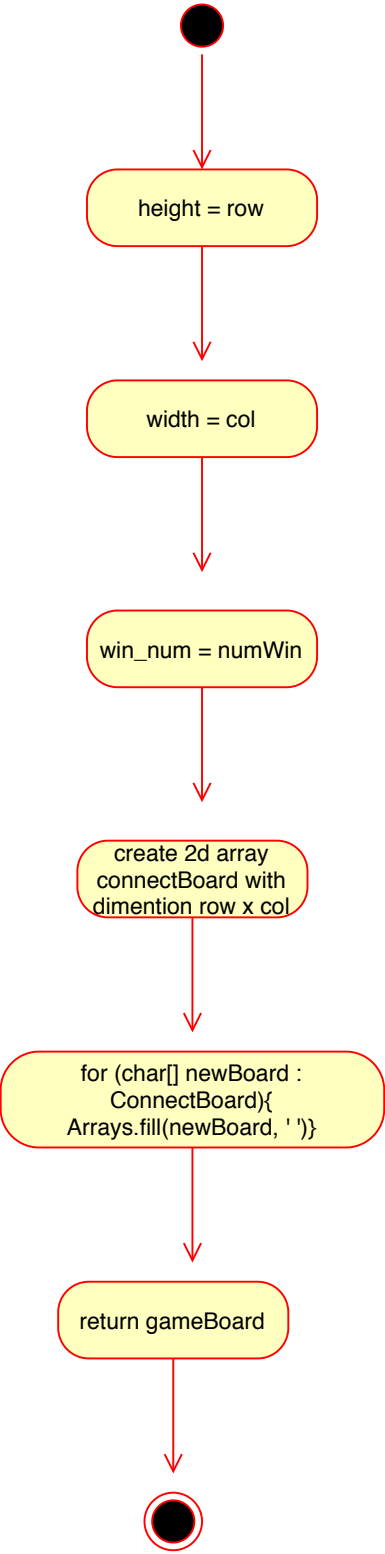 height = row
width = col
win_num = numWin
create 2d array
connectBoard with
dimention row x col
for (char[] newBoard :
ConnectBoard){
Arrays.fill(newBoard, ' ')}
return gameBoard